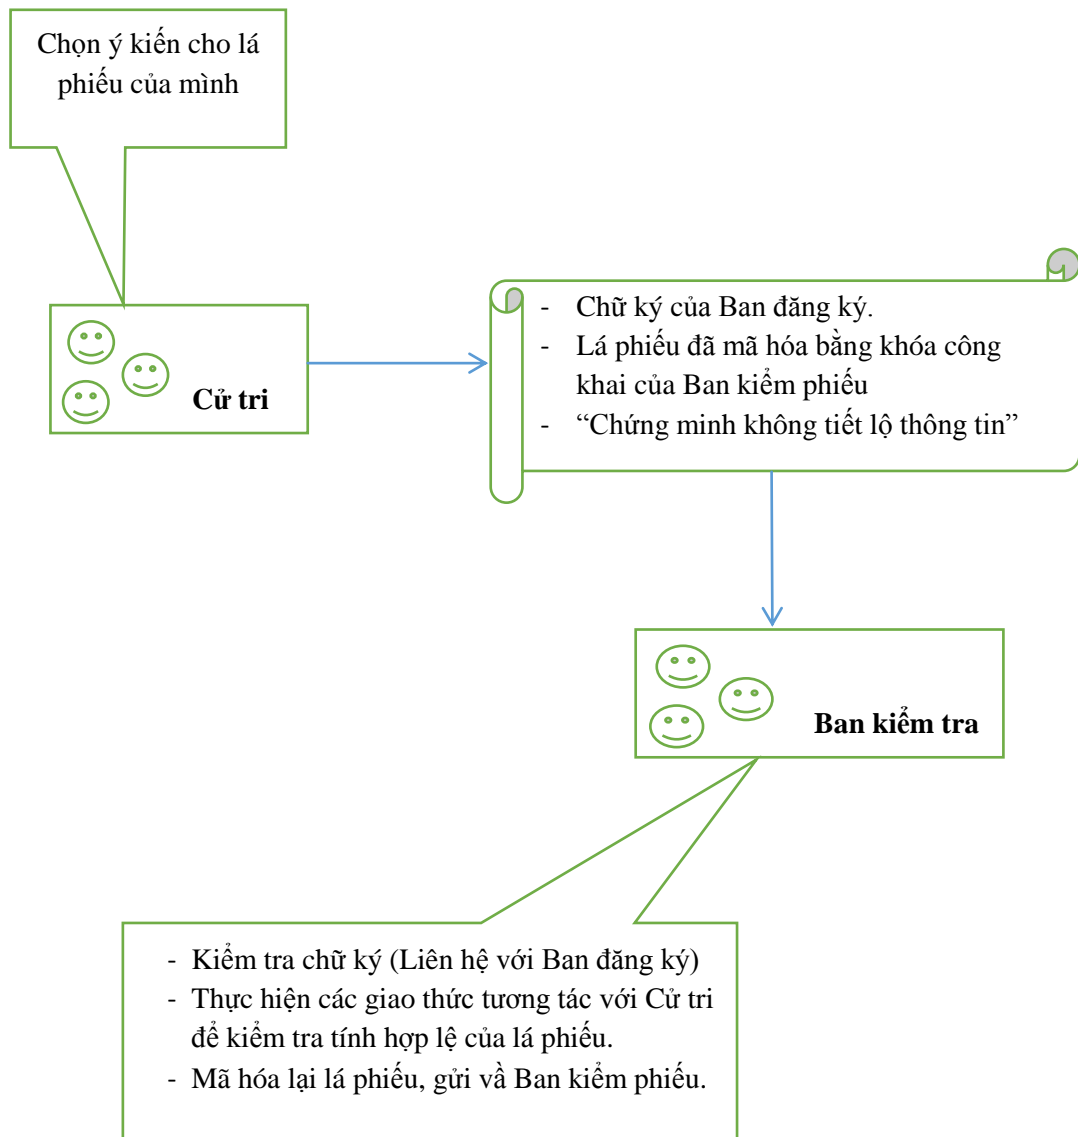 Chọn ý kiến cho lá
phiếu của mình
Cử tri
- Chữ ký của Ban đăng ký.
- Lá phiếu đã mã hóa bằng khóa công
khai của Ban kiểm phiếu
- “Chứng minh không tiết lộ thông tin”
Ban kiểm tra
- Kiểm tra chữ ký (Liên hệ với Ban đăng ký)
- Thực hiện các giao thức tương tác với Cử tri
để kiểm tra tính hợp lệ của lá phiếu.
- Mã hóa lại lá phiếu, gửi vầ Ban kiểm phiếu.